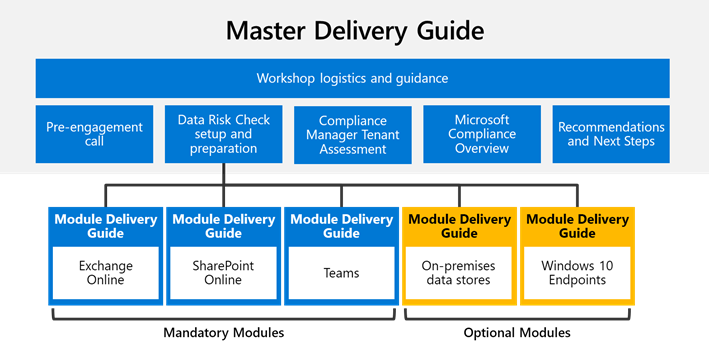 Master Delivery Guide
Workshop logistics and guidance
Pre-engagement
call
Data Risk Check
setup and
preparation
Compliance
Manager Tenant
Assessment
Microsoft
Compliance
Overview
Recommendations
and Next Steps
Module Delivery
Guide
Exchange
Online
Module Delivery
Guide
SharePoint
Online
Module Delivery
Guide
Teams
Module Delivery
Guide
On-premises
data stores
Module Delivery
Guide
Windows 10
Endpoints
Mandatory Modules
Optional Modules